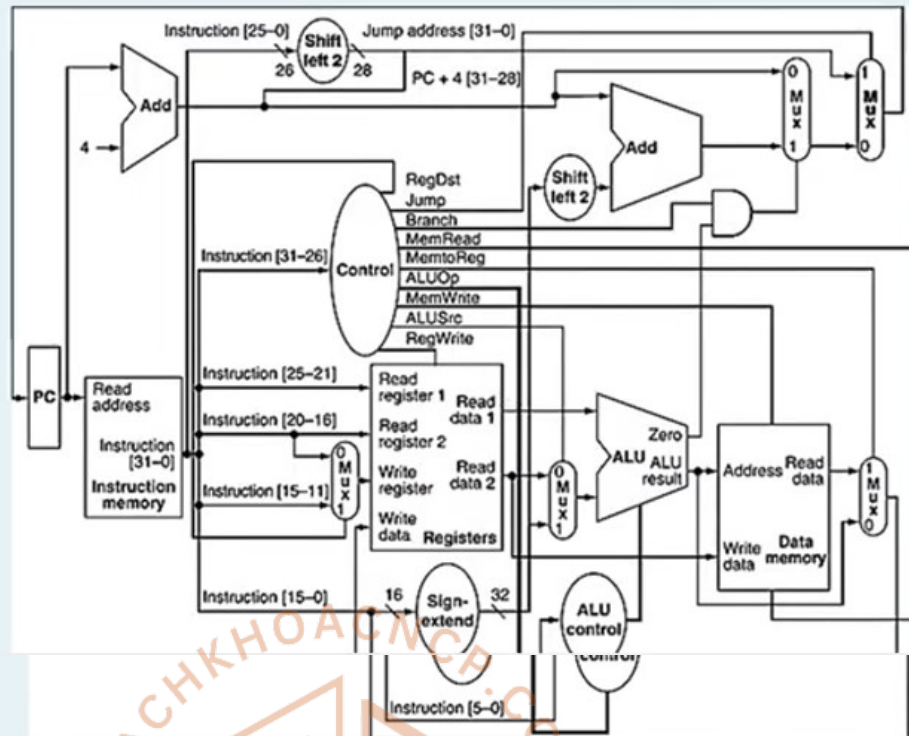 Instruction [25–0]
Shift
left 2
Jump address [31–0]
26
28
PC + 4 [31–28]
Add
4
0
M
u
x
1
1
M
u
x
0
Add
Shift
left 2
RegDst
Jump
Branch
MemRead
MemtoReg
ALUOp
MemWrite
ALUSrc
RegWrite
Instruction [31–26]
Control
PC
Read
address
Instruction
[31–0]
Instruction
memory
Instruction [25–21]
Instruction [20–16]
Instruction [15–11]
Instruction [15–0]
0
M
u
x
1
Read
register 1
Read
register 2
Write
register
Write
data
Read
data 1
Read
data 2
Registers
0
M
u
x
1
Zero
ALU
ALU
result
Address
Read
data
Write
data
Data
memory
1
M
u
x
0
16
Sign-
extend
32
ALU
control
control
Instruction [5–0]
CHKHOACNCP.CO